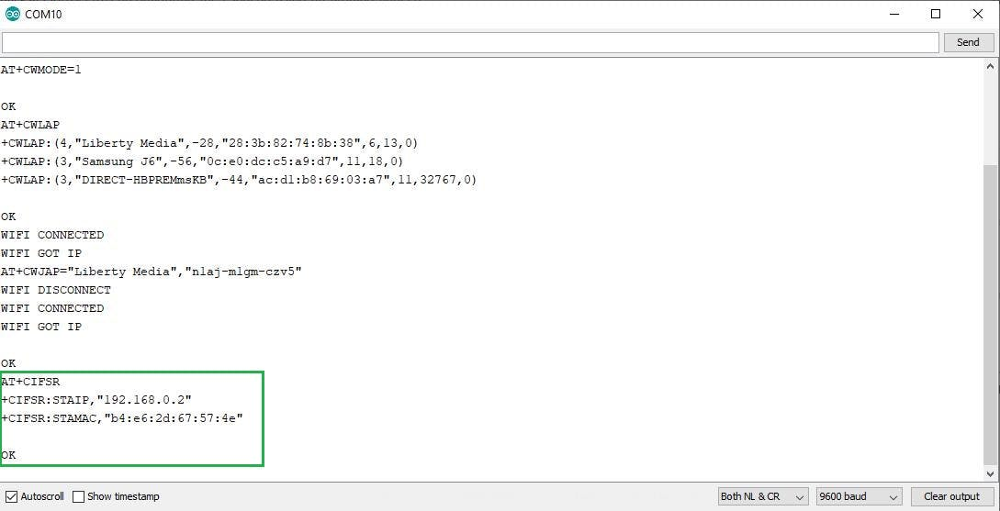 COM10
Send
AT+CWMODE=1
OK
AT+CWLAP
+CWLAP:(4,"Liberty Media",-28,"28:3b:82:74:8b:38",6,13,0)
+CWLAP:(3,"Samsung J6",-56,"0c:e0:dc:c5:a9:d7",11,18,0)
+CWLAP:(3,"DIRECT-HBPREMmsKB",-44,"ac:d1:b8:69:03:a7",11,32767,0)
OK
WIFI CONNECTED
WIFI GOT IP
AT+CWJAP="Liberty Media","nlaj-mlgm-czv5"
WIFI DISCONNECT
WIFI CONNECTED
WIFI GOT IP
OK
AT+CIFSR
+CIFSR:STAIP,"192.168.0.2"
+CIFSR:STAMAC,"b4:e6:2d:67:57:4e"
OK
Autoscroll Show timestamp Both NL & CR 9600 baud Clear output